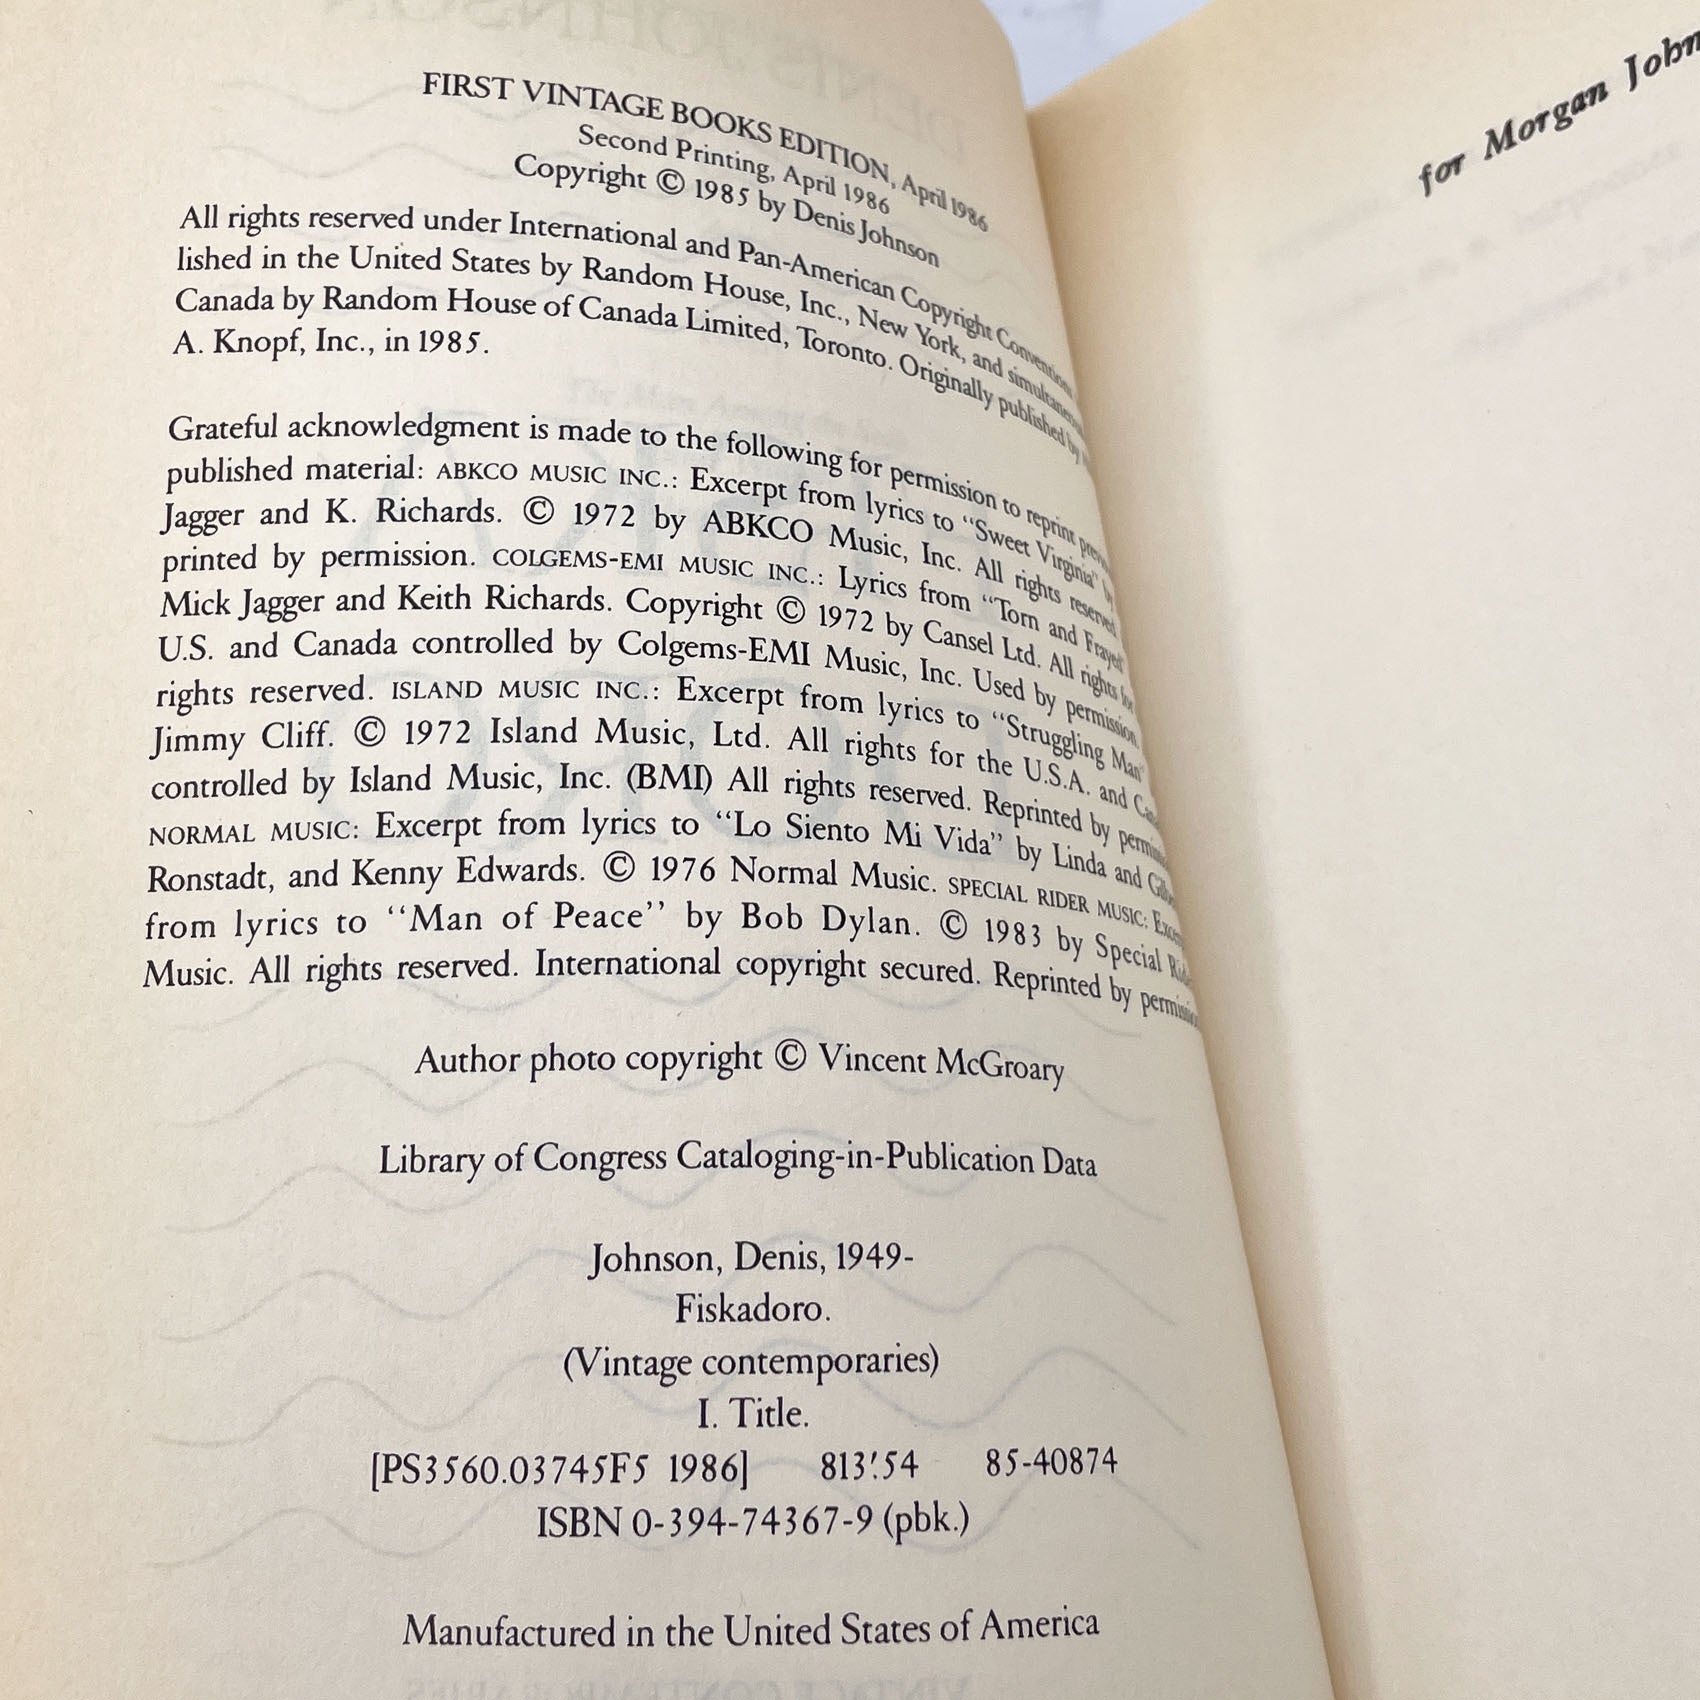 FIRST VINTAGE BOOKS EDITION, April 1986
Second Printing, April 1986
Copyright © 1985 by Denis Johnson
All rights reserved under International and Pan-American Copyright Conventions
lished in the United States by Random House, Inc., New York, and simultaneous
Canada by Random House of Canada Limited, Toronto. Originally published by
A. Knopf, Inc., in 1985.
Grateful acknowledgment is made to the following for permission to reprint
published material: ABKCO MUSIC INC.: Excerpt from lyrics to "Sweet Virginia"
Jagger and K. Richards. © 1972 by ABKCO Music, Inc. All rights reserved
printed by permission. COLGEMS-EMI MUSIC INC.: Lyrics from "Torn and Frayed"
Mick Jagger and Keith Richards. Copyright © 1972 by Cansel Ltd. All rights for
U.S. and Canada controlled by Colgems-EMI Music, Inc. Used by permission.
rights reserved. ISLAND MUSIC INC.: Excerpt from lyrics to "Struggling Man"
Jimmy Cliff. © 1972 Island Music, Ltd. All rights for the U.S.A. and
controlled by Island Music, Inc. (BMI) All rights reserved. Reprinted by
NORMAL MUSIC: Excerpt from lyrics to "Lo Siento Mi Vida" by Linda and
Ronstadt, and Kenny Edwards. © 1976 Normal Music. SPECIAL RIDER MUSIC:
from lyrics to "Man of Peace" by Bob Dylan. © 1983 by Special
Music. All rights reserved. International copyright secured. Reprinted by
Author photo copyright © Vincent McGroary
Library of Congress Cataloging-in-Publication Data
Johnson, Denis, 1949-
Fiskadoro.
(Vintage contemporaries)
I. Title.
[PS3560.03745F5 1986] 813'.54 85-40874
ISBN 0-394-74367-9 (pbk.)
Manufactured in the United States of America
for Morgan